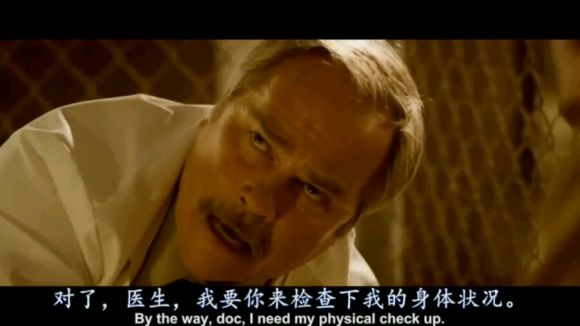 对了，医生，我要你来检查下我的身体状况。
By the way, doc, I need my physical check up.